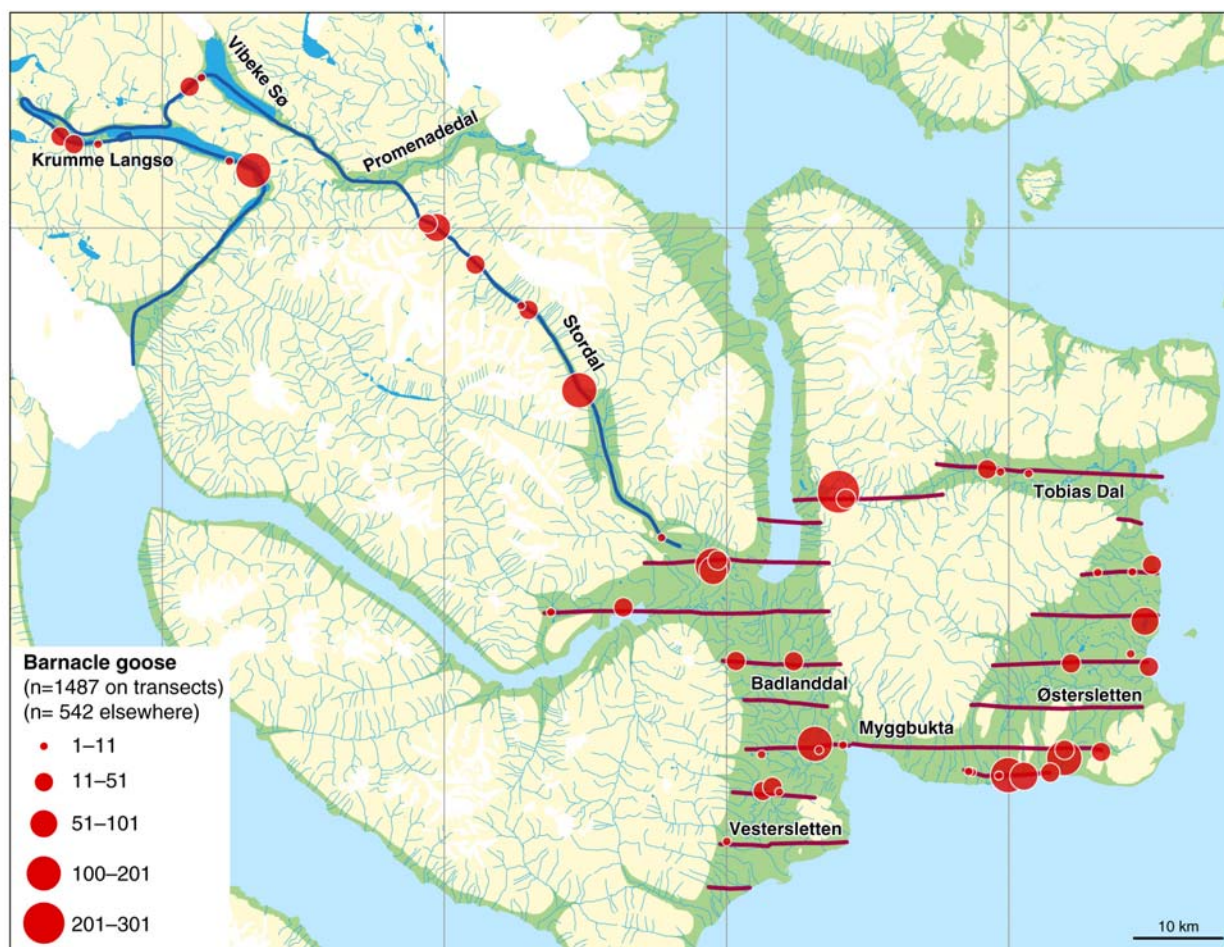 Vibeke Sø
Promenadedal
Krumme Langsø
Stordal
Tobias Dal
Badlanddal
Østersletten
Myggbukta
Vestersletten
Barnacle goose
(n=1487 on transects)
(n= 542 elsewhere)
1–11
11–51
51–101
100–201
201–301
10 km